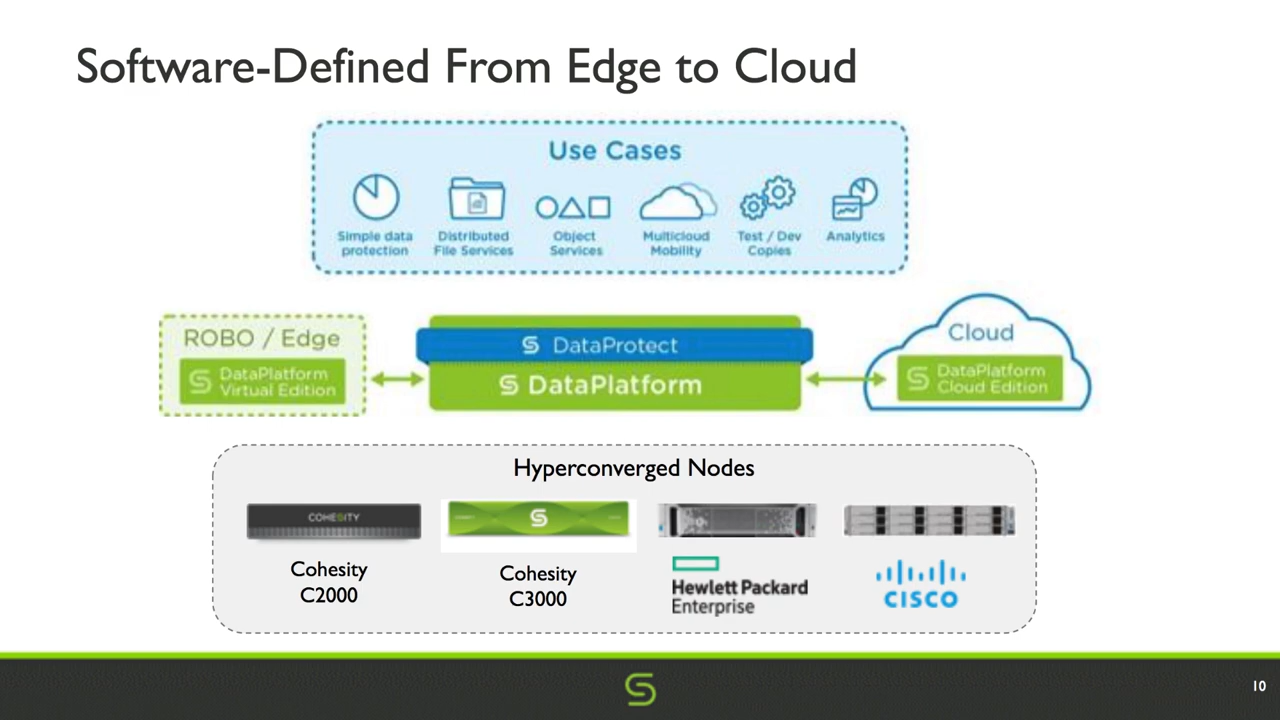 Software-Defined From Edge to Cloud
Use Cases
Simple data
protection
Distributed
File Services
Object
Services
Multicloud
Mobility
Test / Dev
Copies
Analytics
ROBO / Edge
DataPlatform
Virtual Edition
DataProtect
DataPlatform
Cloud
DataPlatform
Cloud Edition
Hyperconverged Nodes
COHESITY
Cohesity
C2000
Cohesity
C3000
Hewlett Packard
Enterprise
CISCO
10